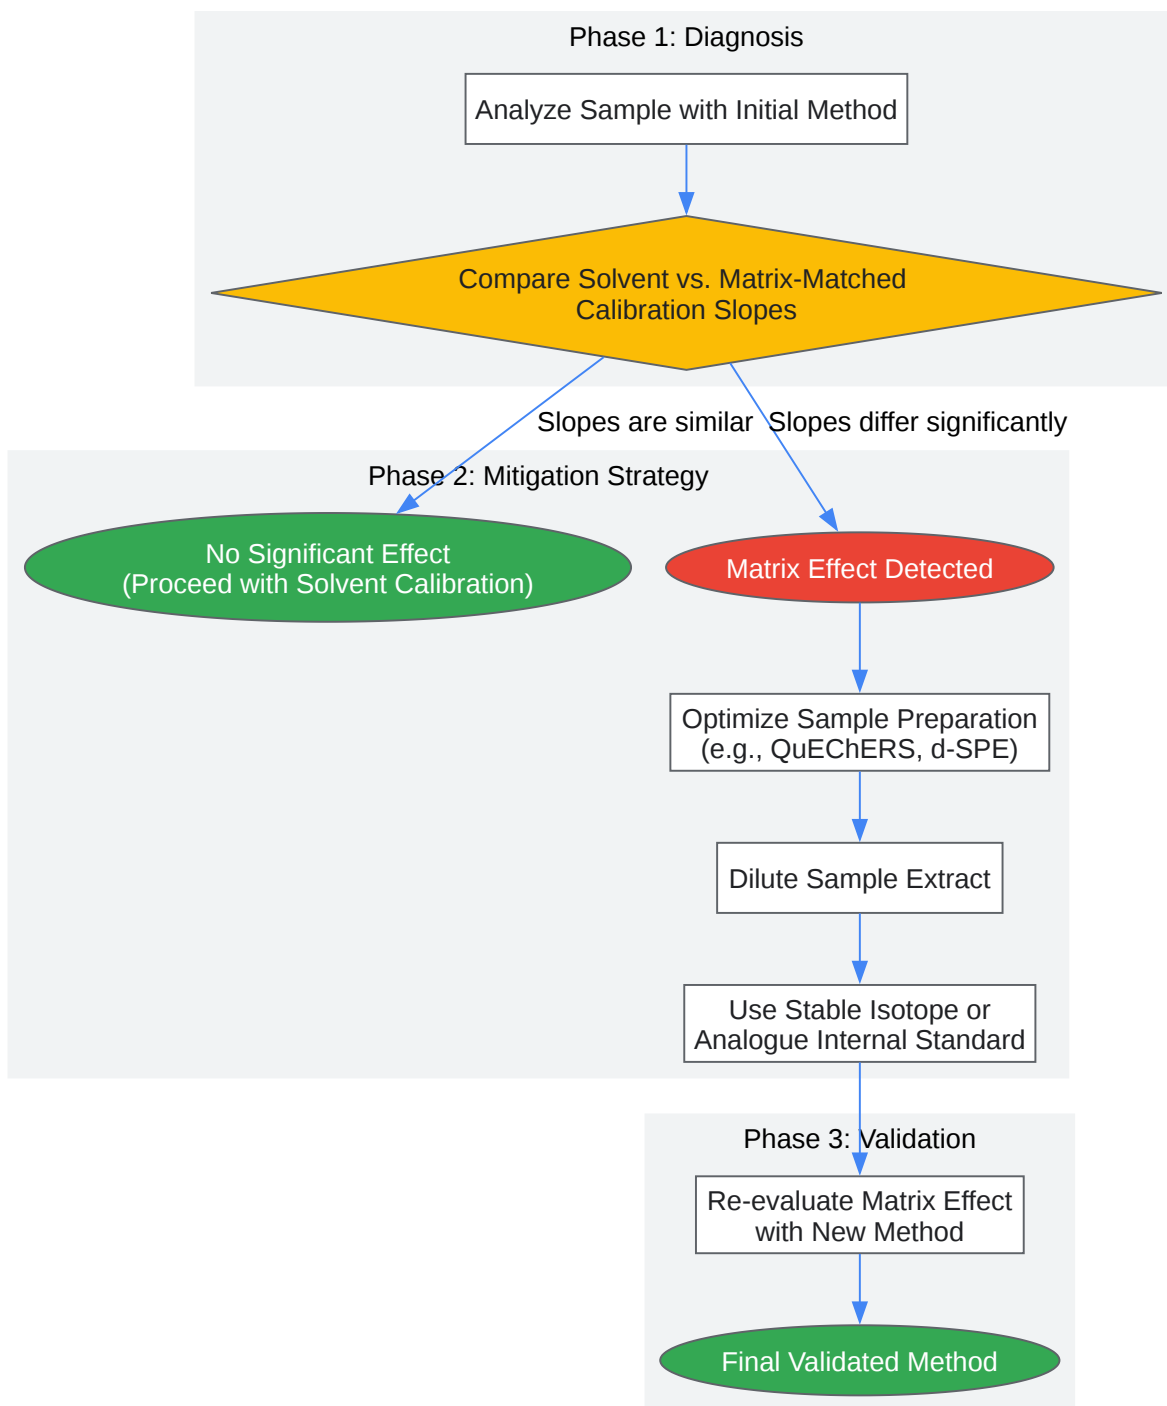 Phase 1: Diagnosis
Analyze Sample with Initial Method
Compare Solvent vs. Matrix-Matched
Calibration Slopes
Slopes are similar
Slopes differ significantly
Phase 2: Mitigation Strategy
No Significant Effect
(Proceed with Solvent Calibration)
Matrix Effect Detected
Optimize Sample Preparation
(e.g., QuEChERS, d-SPE)
Dilute Sample Extract
Use Stable Isotope or
Analogue Internal Standard
Phase 3: Validation
Re-evaluate Matrix Effect
with New Method
Final Validated Method